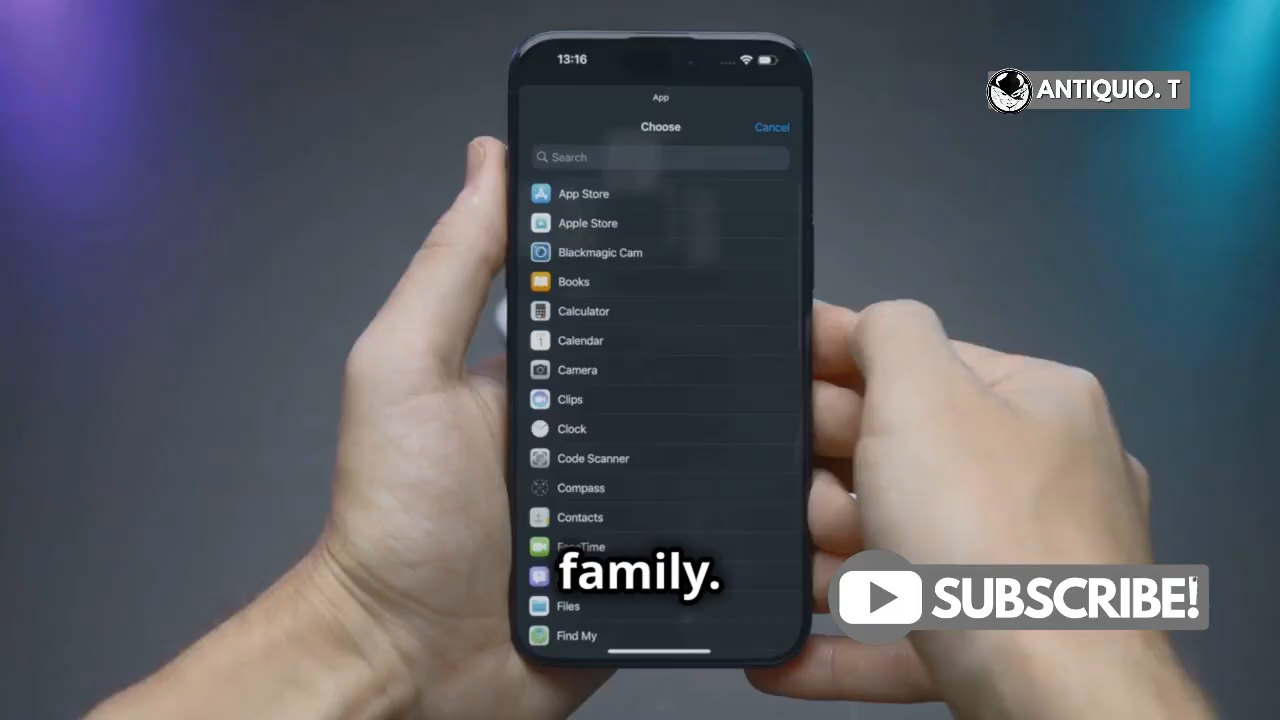 13:16
ANTIQUIO. T
App
Choose
Cancel
Search
App Store
Apple Store
Blackmagic Cam
Books
Calculator
Calendar
Camera
Clips
Clock
Code Scanner
Compass
Contacts
FaceTime
family.
SUBSCRIBE!
Files
Find My